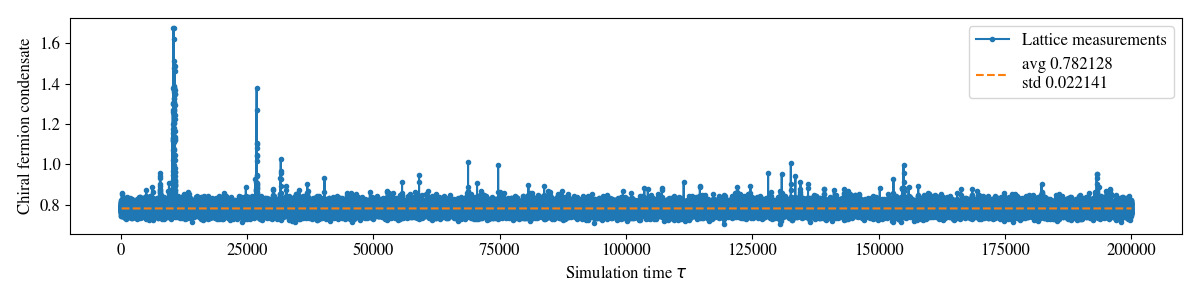 Chiral fermion condensate
1.6
1.4
1.2
1.0
0.8
Lattice measurements
avg 0.782128
std 0.022141
0 25000 50000 75000 100000 125000 150000 175000 200000
Simulation time τ